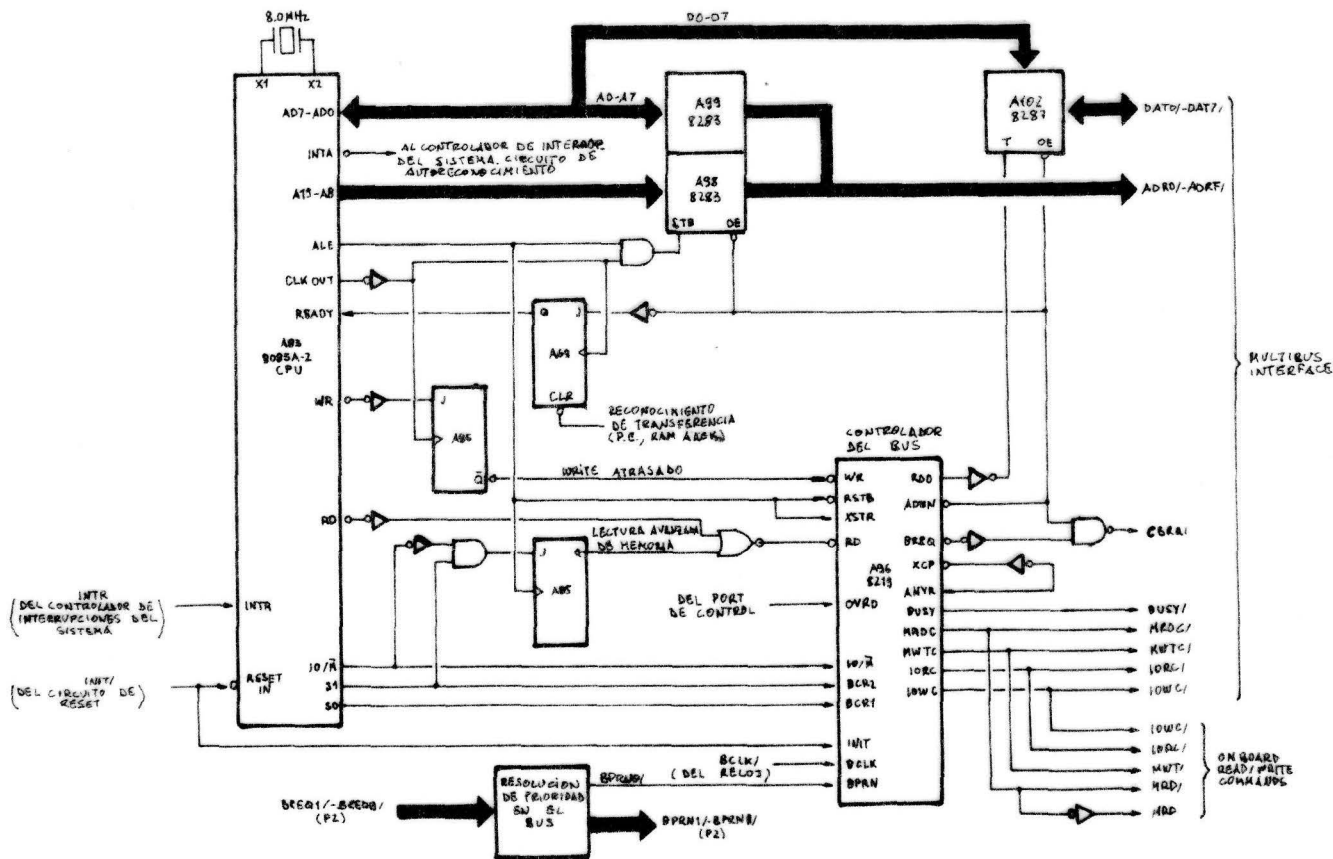 8.0MHz
D0-D7
X1
X2
AD7-AD0
A0-A7
A99
8283
A102
8287
DAT0/-DAT7/
T
OE
INTA
AL CONTROLADOR DE INTERRUP.
DEL SISTEMA. CIRCUITO DE
AUTORECONOCIMIENTO
A15-A8
A98
8283
ADR0/-ADRF/
STB
OE
ALE
CLK OUT
READY
Q
J
A68
CLR
A83
8085A-2
CPU
MULTIBUS
INTERFACE
WR
J
A86
Q̅
RECONOCIMIENTO
DE TRANSFERENCIA
(P.E., RAM
CONTROLADOR
DEL BUS
WRITE ATRASADO
WR
RDD
RSTB
ADEN
XSTR
RD
LECTURA AVANZADA
DE MEMORIA
RD
BREQ
CBRQ/
XCP
J
Q
A85
A96
8219
ANYR
INTR
(DEL CONTROLADOR DE
INTERRUPCIONES DEL
SISTEMA)
INTR
DEL PORT
DE CONTROL
OVRD
BUSY
BUSY/
MRDC
MRDC/
MWTC
MWTC/
IORC
IORC/
IOWC
IOWC/
INIT/
(DEL CIRCUITO DE
RESET)
RESET
IN
IO/M̅
S1
S0
IO/M̅
BCR2
BCR1
INIT
BCLK/
(DEL RELOJ)
BCLK
BPRN
IOWC/
IORC/
MWT/
MRD/
MRD
ONBOARD
READ/WRITE
COMMANDS
RESOLUCION
DE PRIORIDAD
EN EL
BUS
BPRN0/
BREQ1/-BREQ8/
(P2)
BPRN1/-BPRN8/
(P2)